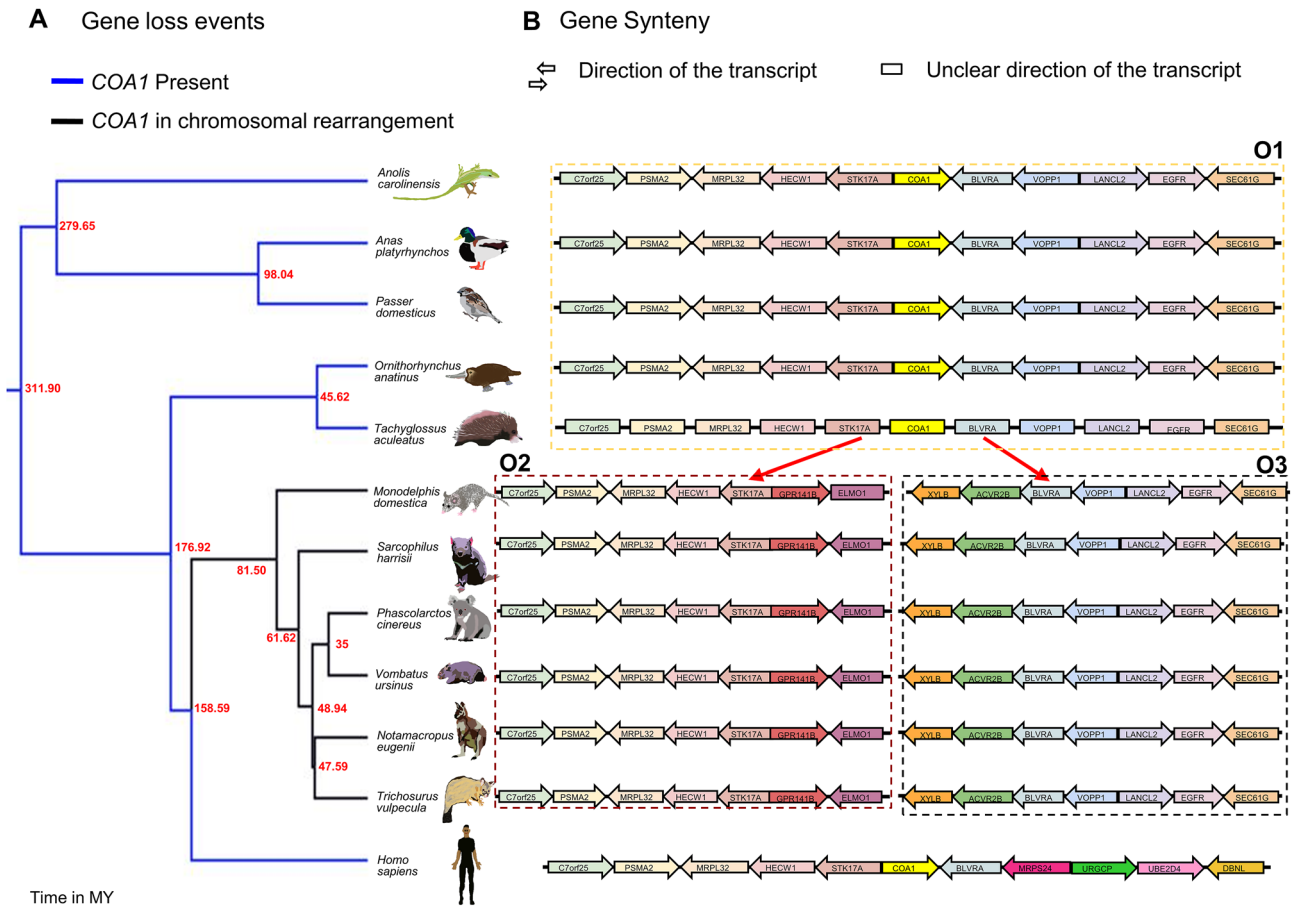 A Gene loss events
COA1 Present
COA1 in chromosomal rearrangement
Anolis
carolinensis
279.65
Anas
platyrhynchos
98.04
Passer
domesticus
Ornithorhynchus
anatinus
311.90
45.62
Tachyglossus
aculeatus
Monodelphis
domestica
176.92
81.50
Sarcophilus
harrisii
Phascolarctos
cinereus
61.62
35
Vombatus
ursinus
158.59
48.94
Notamacropus
eugenii
47.59
Trichosurus
vulpecula
Homo
sapiens
Time in MY
B Gene Synteny
Direction of the transcript
Unclear direction of the transcript
O1
C7orf25 PSMA2 MRPL32 HECW1 STK17A COA1 BLVRA VOPP1 LANCL2 EGFR SEC61G
C7orf25 PSMA2 MRPL32 HECW1 STK17A COA1 BLVRA VOPP1 LANCL2 EGFR SEC61G
C7orf25 PSMA2 MRPL32 HECW1 STK17A COA1 BLVRA VOPP1 LANCL2 EGFR SEC61G
C7orf25 PSMA2 MRPL32 HECW1 STK17A COA1 BLVRA VOPP1 LANCL2 EGFR SEC61G
C7orf25 PSMA2 MRPL32 HECW1 STK17A COA1 BLVRA VOPP1 LANCL2 EGFR SEC61G
O2 O3
C7orf25 PSMA2 MRPL32 HECW1 STK17A GPR141B ELMO1 XYLB ACVR2B BLVRA VOPP1 LANCL2 EGFR SEC61G
C7orf25 PSMA2 MRPL32 HECW1 STK17A GPR141B ELMO1 XYLB ACVR2B BLVRA VOPP1 LANCL2 EGFR SEC61G
C7orf25 PSMA2 MRPL32 HECW1 STK17A GPR141B ELMO1 XYLB ACVR2B BLVRA VOPP1 LANCL2 EGFR SEC61G
C7orf25 PSMA2 MRPL32 HECW1 STK17A GPR141B ELMO1 XYLB ACVR2B BLVRA VOPP1 LANCL2 EGFR SEC61G
C7orf25 PSMA2 MRPL32 HECW1 STK17A GPR141B ELMO1 XYLB ACVR2B BLVRA VOPP1 LANCL2 EGFR SEC61G
C7orf25 PSMA2 MRPL32 HECW1 STK17A GPR141B ELMO1 XYLB ACVR2B BLVRA VOPP1 LANCL2 EGFR SEC61G
C7orf25 PSMA2 MRPL32 HECW1 STK17A COA1 BLVRA MRPS24 URGCP UBE2D4 DBNL